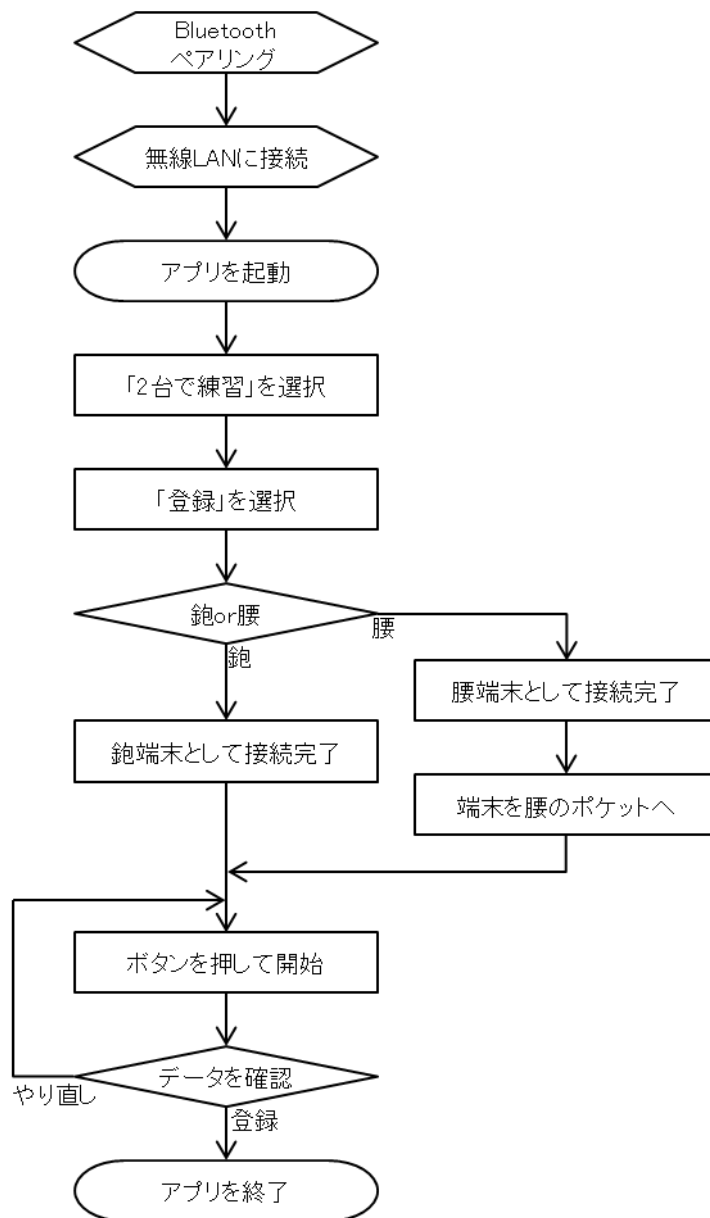 Bluetooth
ペアリング
無線LANに接続
アプリを起動
「2台で練習」を選択
「登録」を選択
鉋or腰
腰
鉋
腰端末として接続完了
鉋端末として接続完了
端末を腰のポケットへ
ボタンを押して開始
データを確認
やり直し
登録
アプリを終了